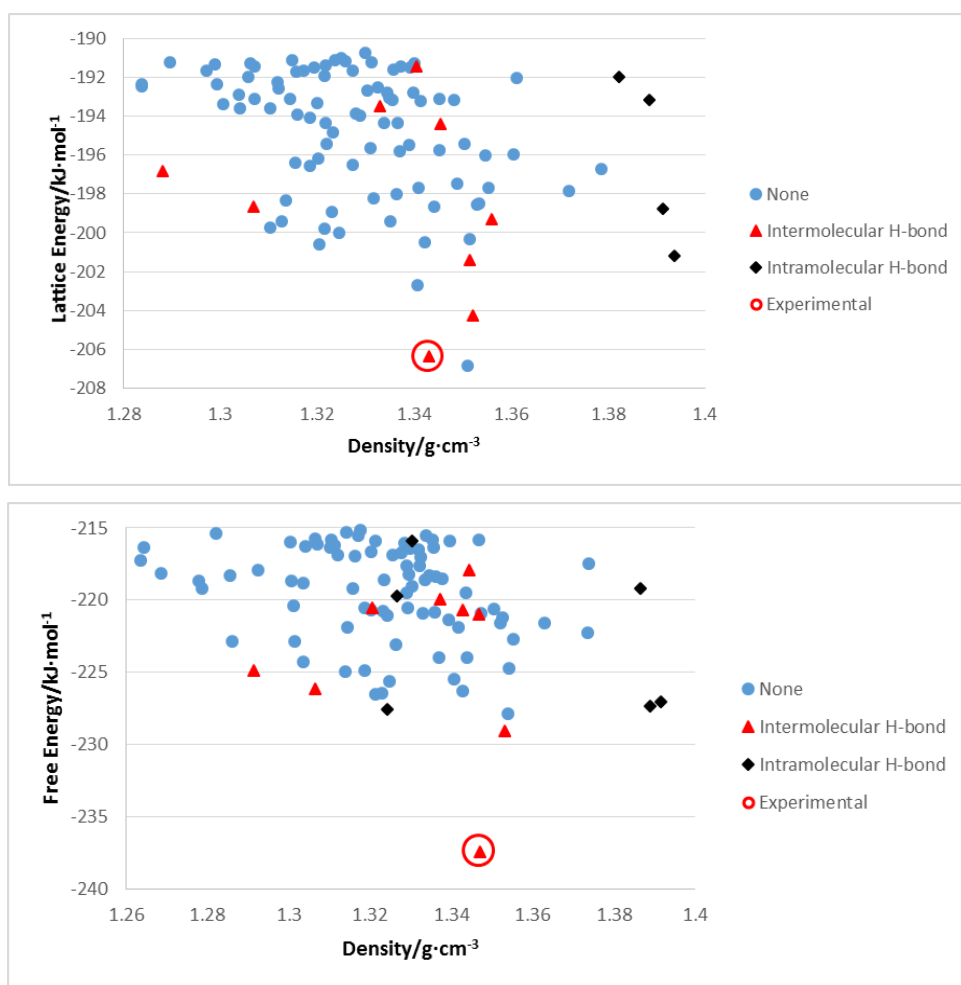 -190
-192
-194
-196
-198
-200
-202
-204
-206
-208
Lattice Energy/kJ·mol⁻¹
1.28 1.3 1.32 1.34 1.36 1.38 1.4
Density/g·cm⁻³
None
Intermolecular H-bond
Intramolecular H-bond
Experimental
-215
-220
-225
-230
-235
-240
Free Energy/kJ·mol⁻¹
1.26 1.28 1.3 1.32 1.34 1.36 1.38 1.4
Density/g·cm⁻³
None
Intermolecular H-bond
Intramolecular H-bond
Experimental